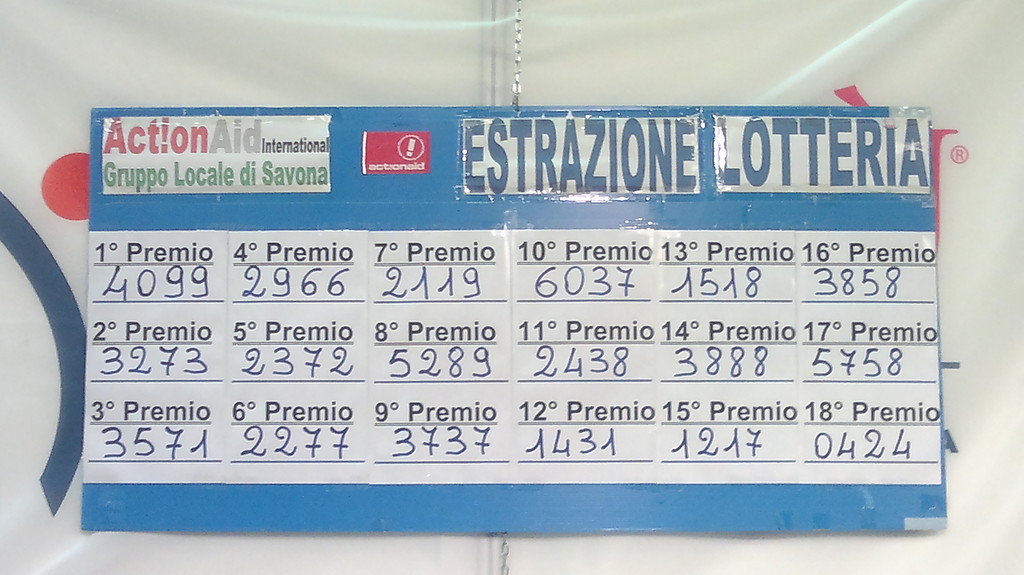 Act!onAid International
Gruppo Locale di Savona
actionaid
ESTRAZIONE LOTTERIA
®
1° Premio 4° Premio 7° Premio 10° Premio 13° Premio 16° Premio
4099 2966 2119 6037 1518 3858
2° Premio 5° Premio 8° Premio 11° Premio 14° Premio 17° Premio
3273 2372 5289 2438 3888 5758
3° Premio 6° Premio 9° Premio 12° Premio 15° Premio 18° Premio
3571 2277 3737 1431 1217 0424